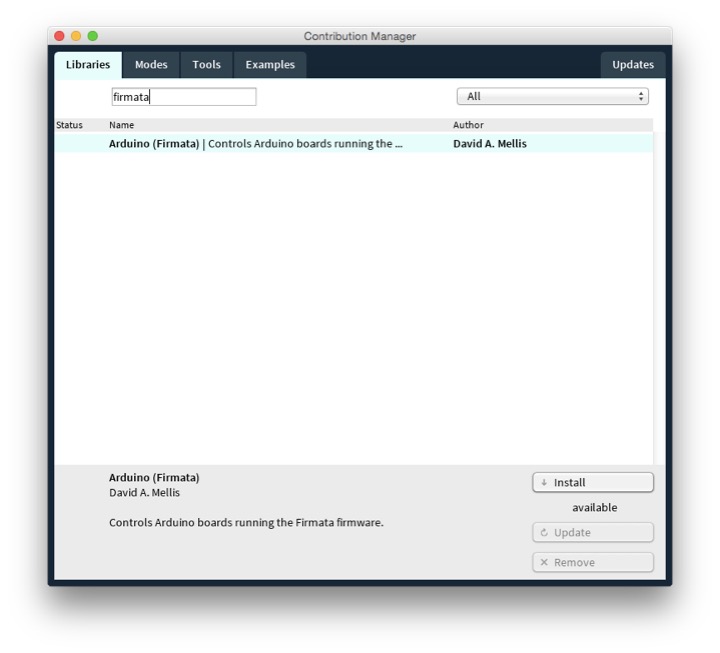 Contribution Manager
Libraries Modes Tools Examples Updates
firmata All
Status Name Author
Arduino (Firmata) | Controls Arduino boards running the ... David A. Mellis
Arduino (Firmata)
David A. Mellis
Install
available
Controls Arduino boards running the Firmata firmware.
Update
Remove